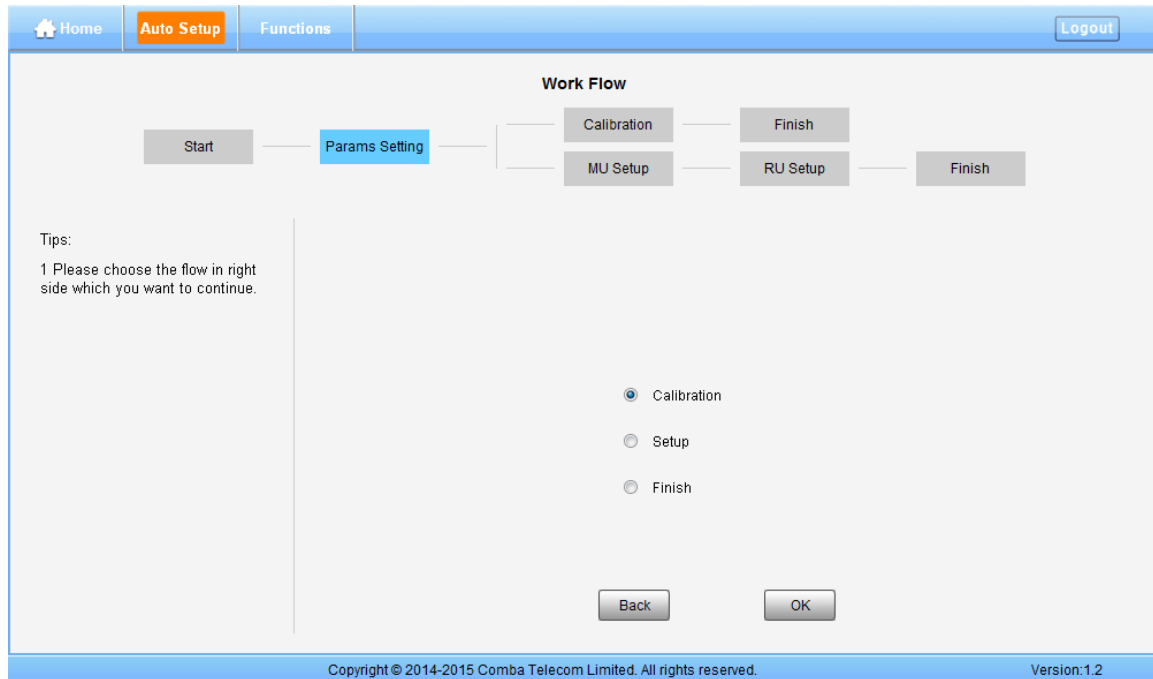 Home Auto Setup Functions Logout
Work Flow
Calibration Finish
Start Params Setting
MU Setup RU Setup Finish
Tips:
1 Please choose the flow in right
side which you want to continue.
Calibration
Setup
Finish
Back OK
Copyright © 2014-2015 Comba Telecom Limited. All rights reserved. Version:1.2